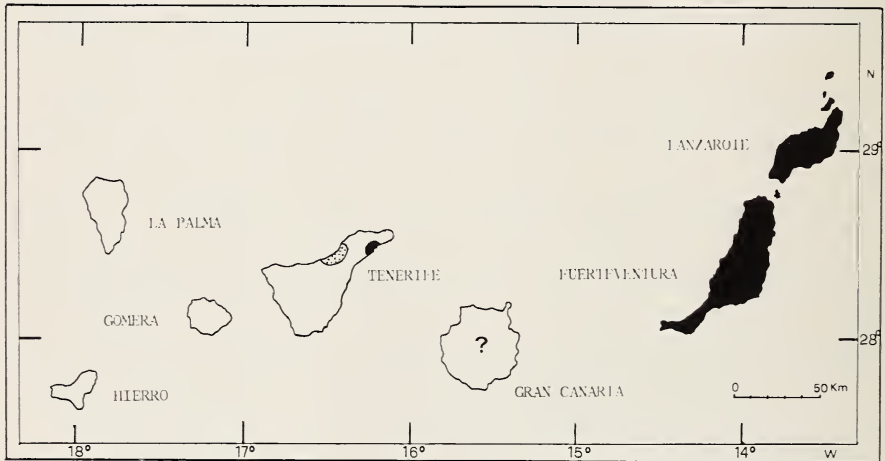 N
LANZAROTE
29°
LA PALMA
TENERIFE
FUERTEVENTURA
GOMERA
28°
?
0 50 Km
HIERRO
GRAN CANARIA
18° 17° 16° 15° 14° W